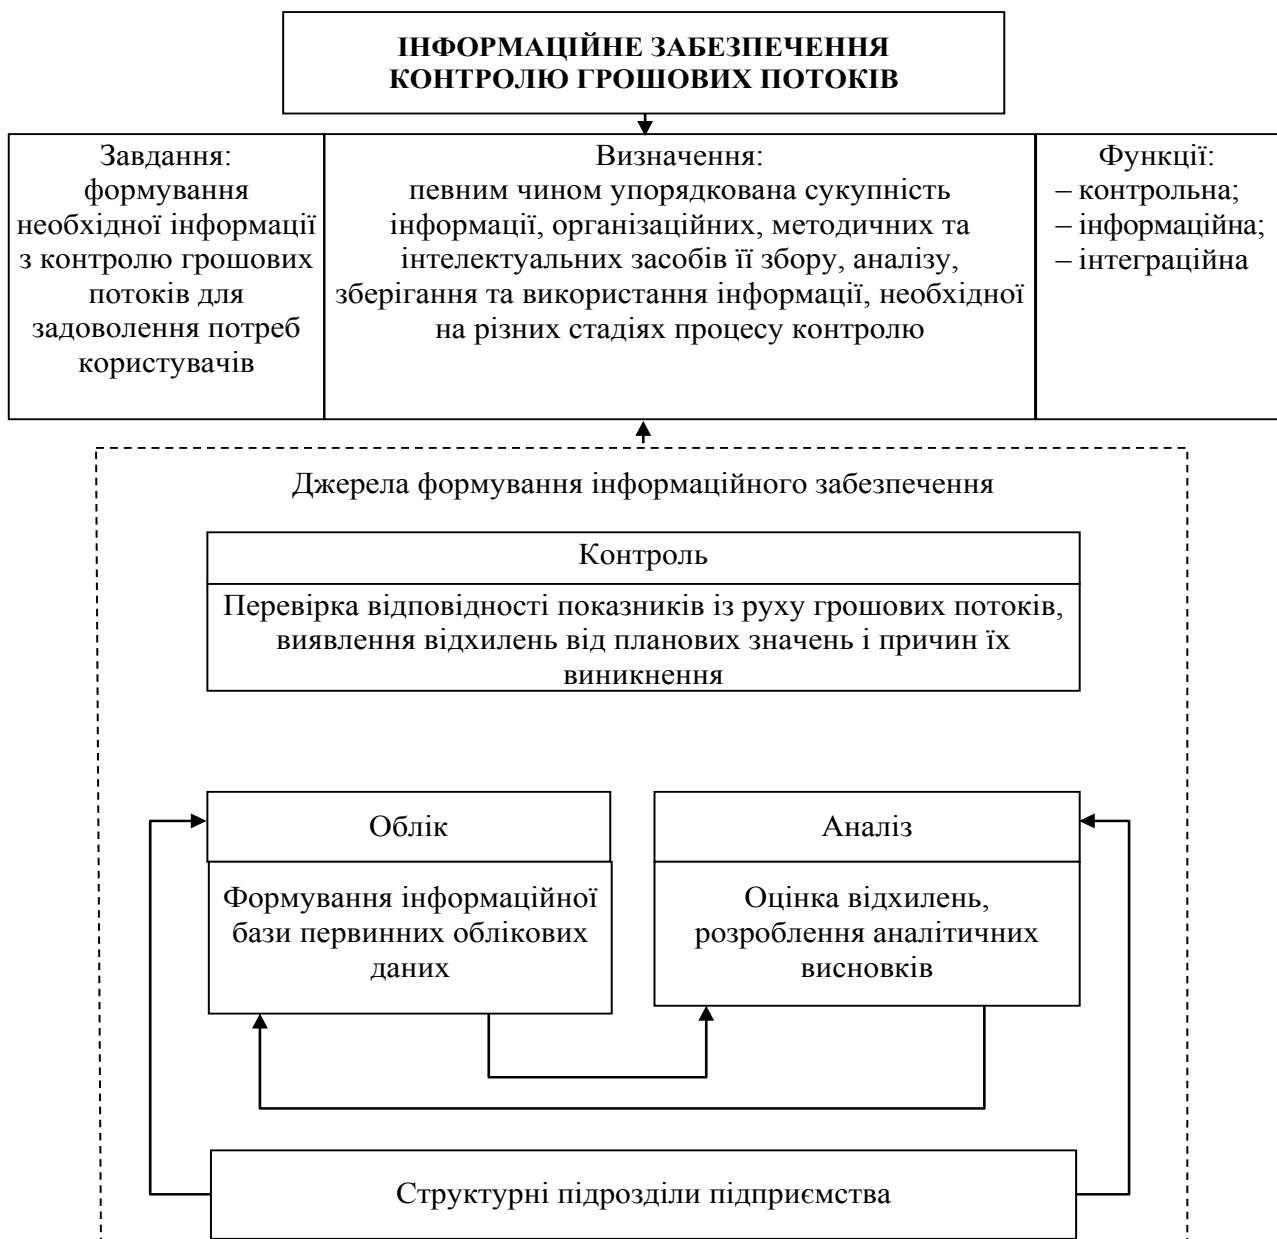 ІНФОРМАЦІЙНЕ ЗАБЕЗПЕЧЕННЯ
КОНТРОЛЮ ГРОШОВИХ ПОТОКІВ
Завдання:
формування
необхідної інформації
з контролю грошових
потоків для
задоволення потреб
користувачів
Визначення:
певним чином упорядкована сукупність
інформації, організаційних, методичних та
інтелектуальних засобів її збору, аналізу,
зберігання та використання інформації, необхідної
на різних стадіях процесу контролю
Функції:
– контрольна;
– інформаційна;
– інтеграційна
Джерела формування інформаційного забезпечення
Контроль
Перевірка відповідності показників із руху грошових потоків,
виявлення відхилень від планових значень і причин їх
виникнення
Облік
Формування інформаційної
бази первинних облікових
даних
Аналіз
Оцінка відхилень,
розроблення аналітичних
висновків
Структурні підрозділи підприємства